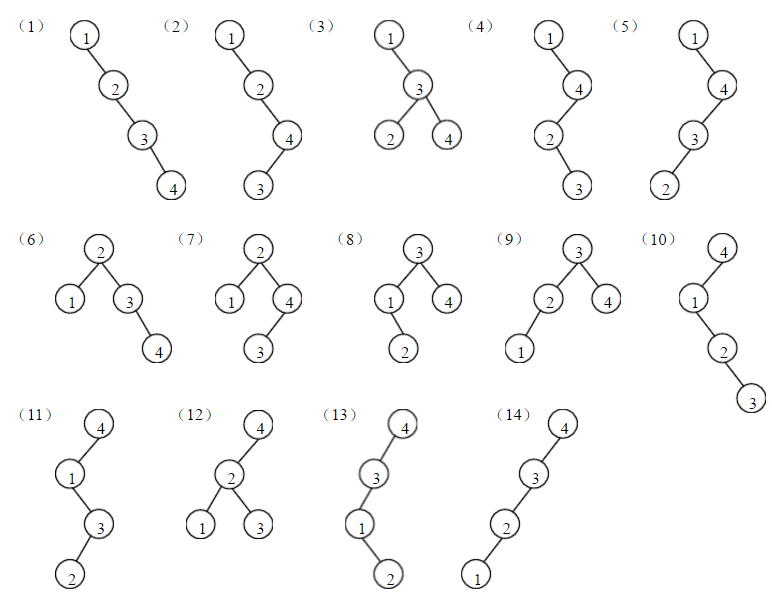 （1） （2） （3） （4） （5）
1 1 1 1 1
2 2 3 4 4
3 4 2 4 2 3
4 3 3 2
（6） （7） （8） （9） （10）
2 2 3 3 4
1 3 1 4 1 4 2 4 1
4 3 2 1 2
3
（11） （12） （13） （14）
4 4 4 4
1 2 3 3
3 1 3 1 2
2 2 1